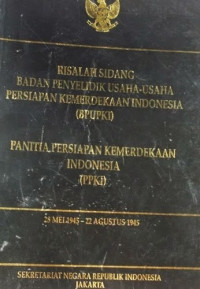 RISALAH SIDANG
BADAN PENYELIDIK USAHA-USAHA
PERSIAPAN KEMERDEKAAN INDONESIA
(BPUPKI)
PANITIA PERSIAPAN KEMERDEKAAN
INDONESIA
(PPKI)
28 MEI 1945 – 22 AGUSTUS 1945
SEKRETARIAT NEGARA REPUBLIK INDONESIA
JAKARTA